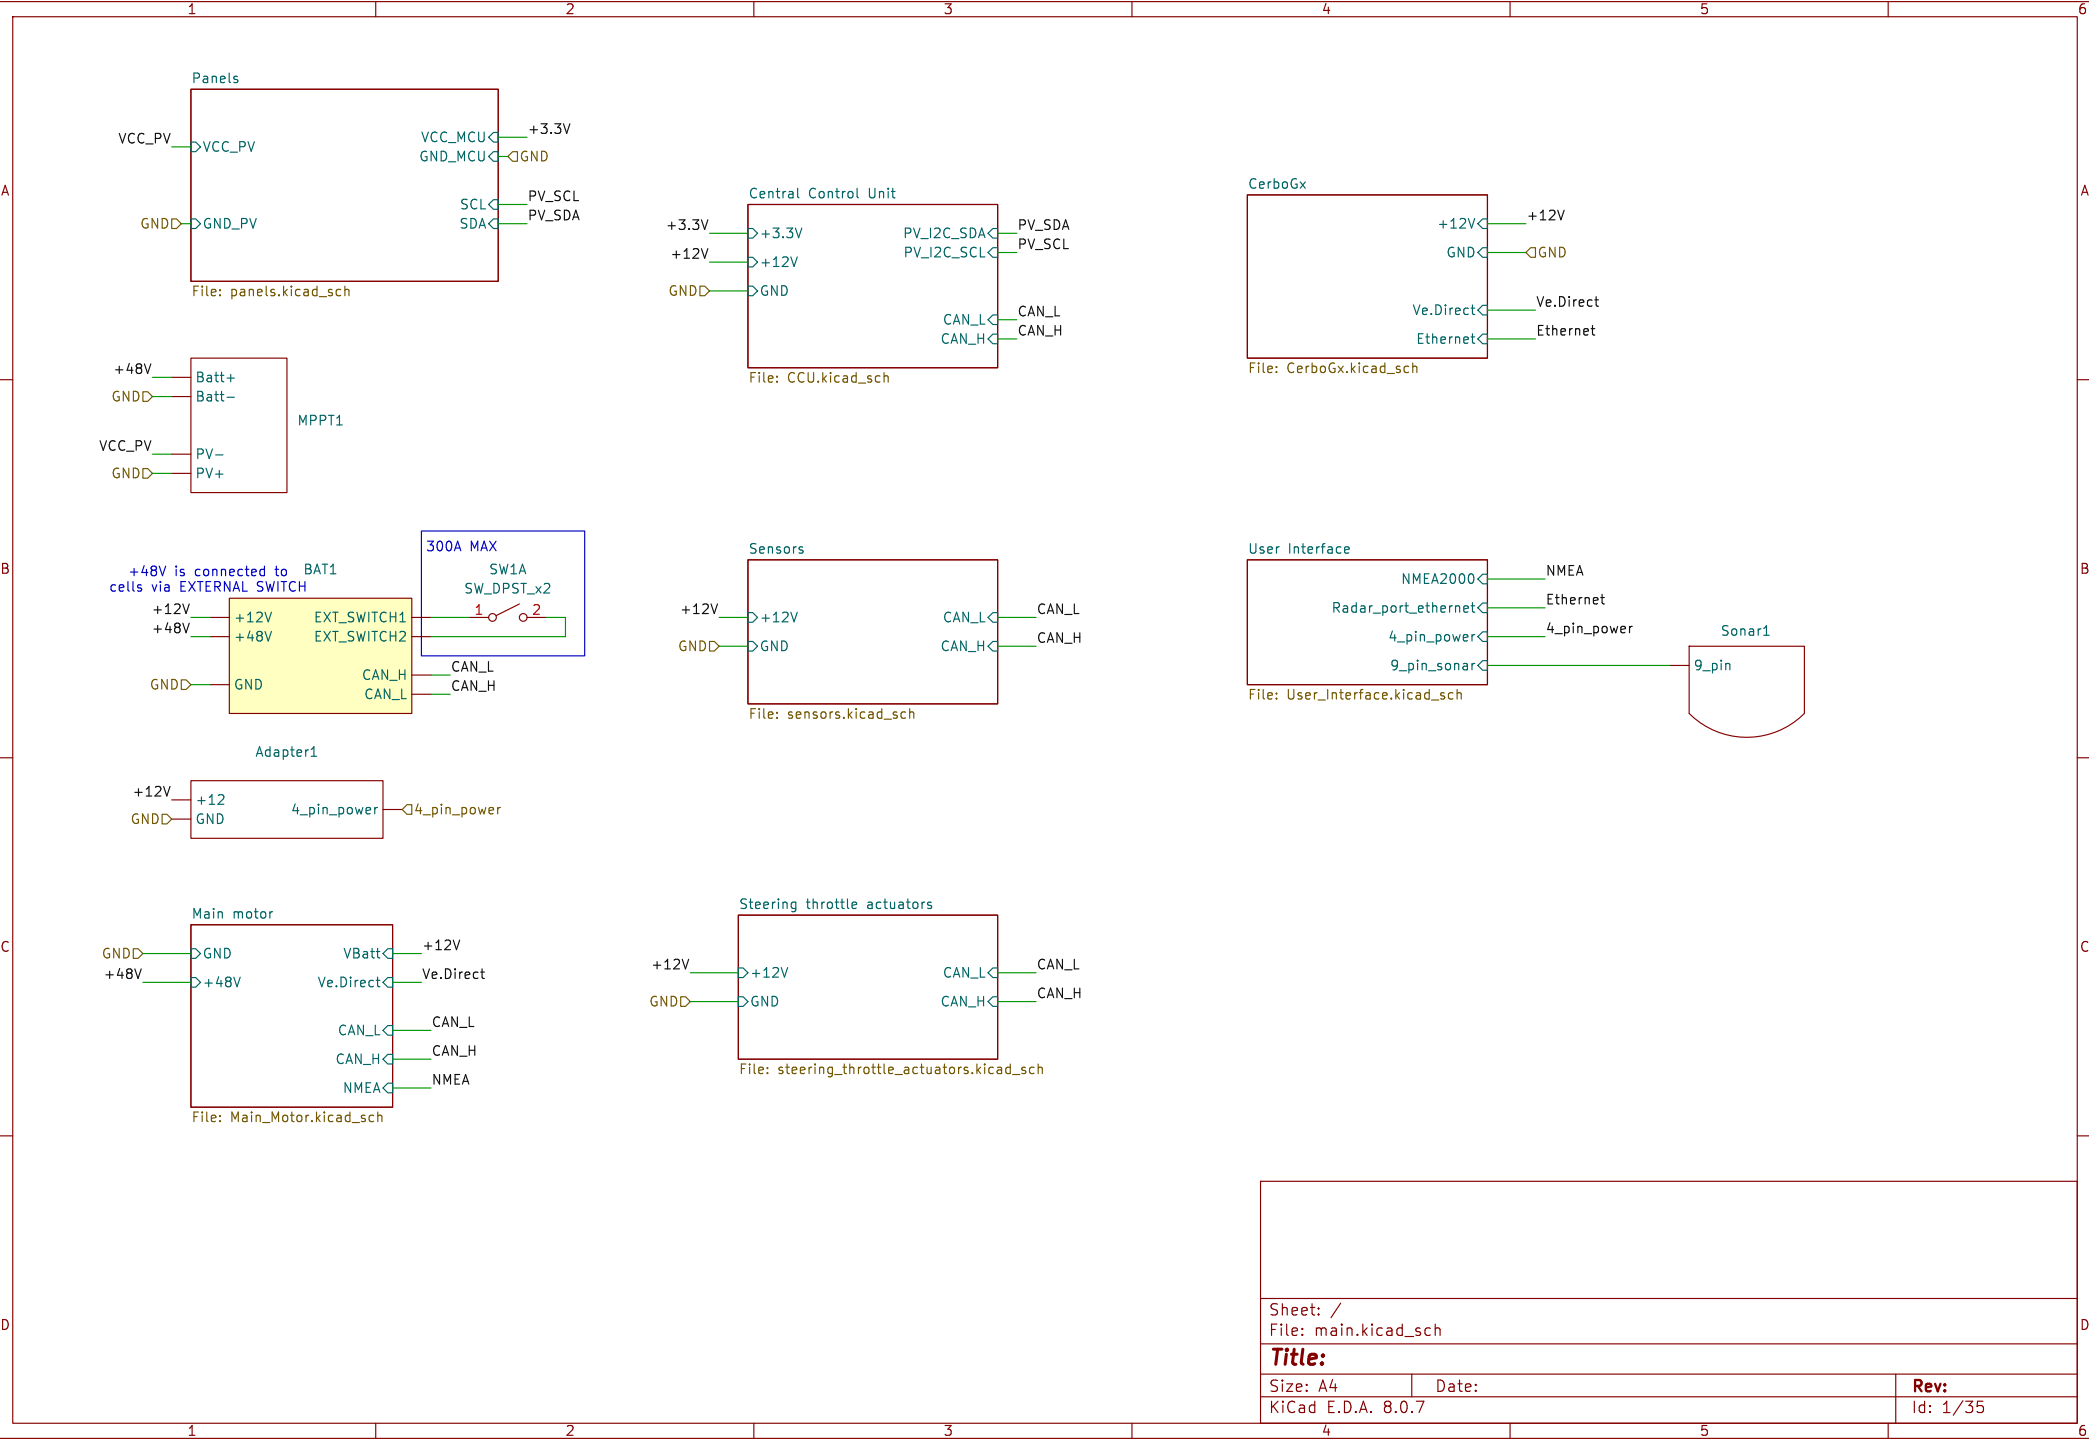 1 2 3 4 5 6
A
B
C
D
A
B
C
D
Panels
VCC_PV
VCC_PV
GND
GND_PV
VCC_MCU
+3.3V
GND_MCU
GND
SCL
PV_SCL
SDA
PV_SDA
File: panels.kicad_sch
Central Control Unit
+3.3V
+3.3V
+12V
+12V
GND
GND
PV_I2C_SDA
PV_SDA
PV_I2C_SCL
PV_SCL
CAN_L
CAN_L
CAN_H
CAN_H
File: CCU.kicad_sch
CerboGx
+12V
+12V
GND
GND
Ve.Direct
Ve.Direct
Ethernet
Ethernet
File: CerboGx.kicad_sch
+48V
Batt+
GND
Batt-
MPPT1
VCC_PV
PV-
GND
PV+
300A MAX
+48V is connected to
cells via EXTERNAL SWITCH
BAT1
SW1A
SW_DPST_x2
1
2
+12V
+12V
+48V
+48V
GND
GND
EXT_SWITCH1
EXT_SWITCH2
CAN_H
CAN_L
CAN_L
CAN_H
Sensors
+12V
+12V
GND
GND
CAN_L
CAN_L
CAN_H
CAN_H
File: sensors.kicad_sch
User Interface
NMEA2000
NMEA
Radar_port_ethernet
Ethernet
4_pin_power
4_pin_power
9_pin_sonar
Sonar1
9_pin
File: User_Interface.kicad_sch
Adapter1
+12V
+12
GND
GND
4_pin_power
4_pin_power
Main motor
GND
GND
+48V
+48V
VBatt
+12V
Ve.Direct
Ve.Direct
CAN_L
CAN_L
CAN_H
CAN_H
NMEA
NMEA
File: Main_Motor.kicad_sch
Steering throttle actuators
+12V
+12V
GND
GND
CAN_L
CAN_L
CAN_H
CAN_H
File: steering_throttle_actuators.kicad_sch
Sheet: /
File: main.kicad_sch
Title:
Size: A4
Date:
Rev:
KiCad E.D.A. 8.0.7
Id: 1/35
1 2 3 4 5 6